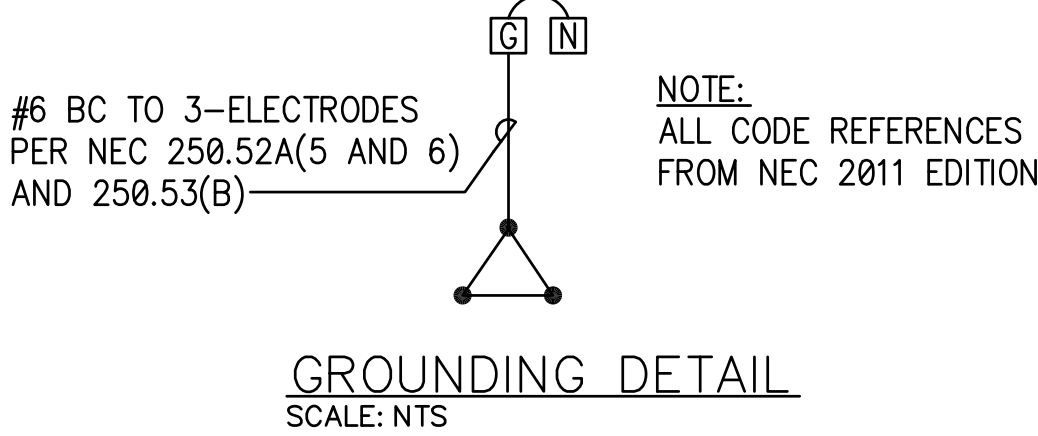 G N
#6 BC TO 3-ELECTRODES
PER NEC 250.52A(5 AND 6)
AND 250.53(B)
NOTE:
ALL CODE REFERENCES
FROM NEC 2011 EDITION
GROUNDING DETAIL
SCALE: NTS